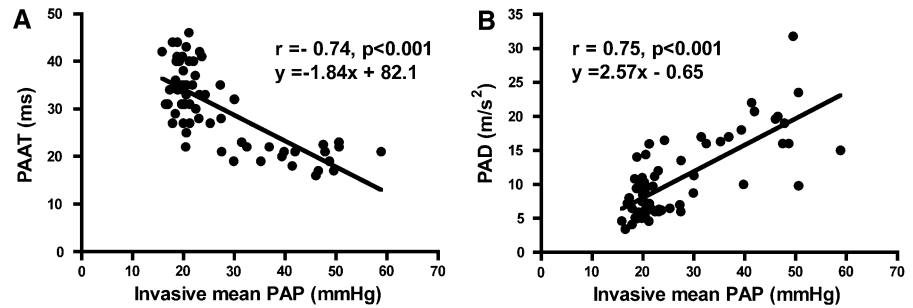 A
r =- 0.74, p<0.001
y =-1.84x + 82.1
PAAT (ms)
50
40
30
20
10
0
0 10 20 30 40 50 60 70
Invasive mean PAP (mmHg)
B
r = 0.75, p<0.001
y =2.57x - 0.65
PAD (m/s²)
35
30
25
20
15
10
5
0
0 10 20 30 40 50 60 70
Invasive mean PAP (mmHg)